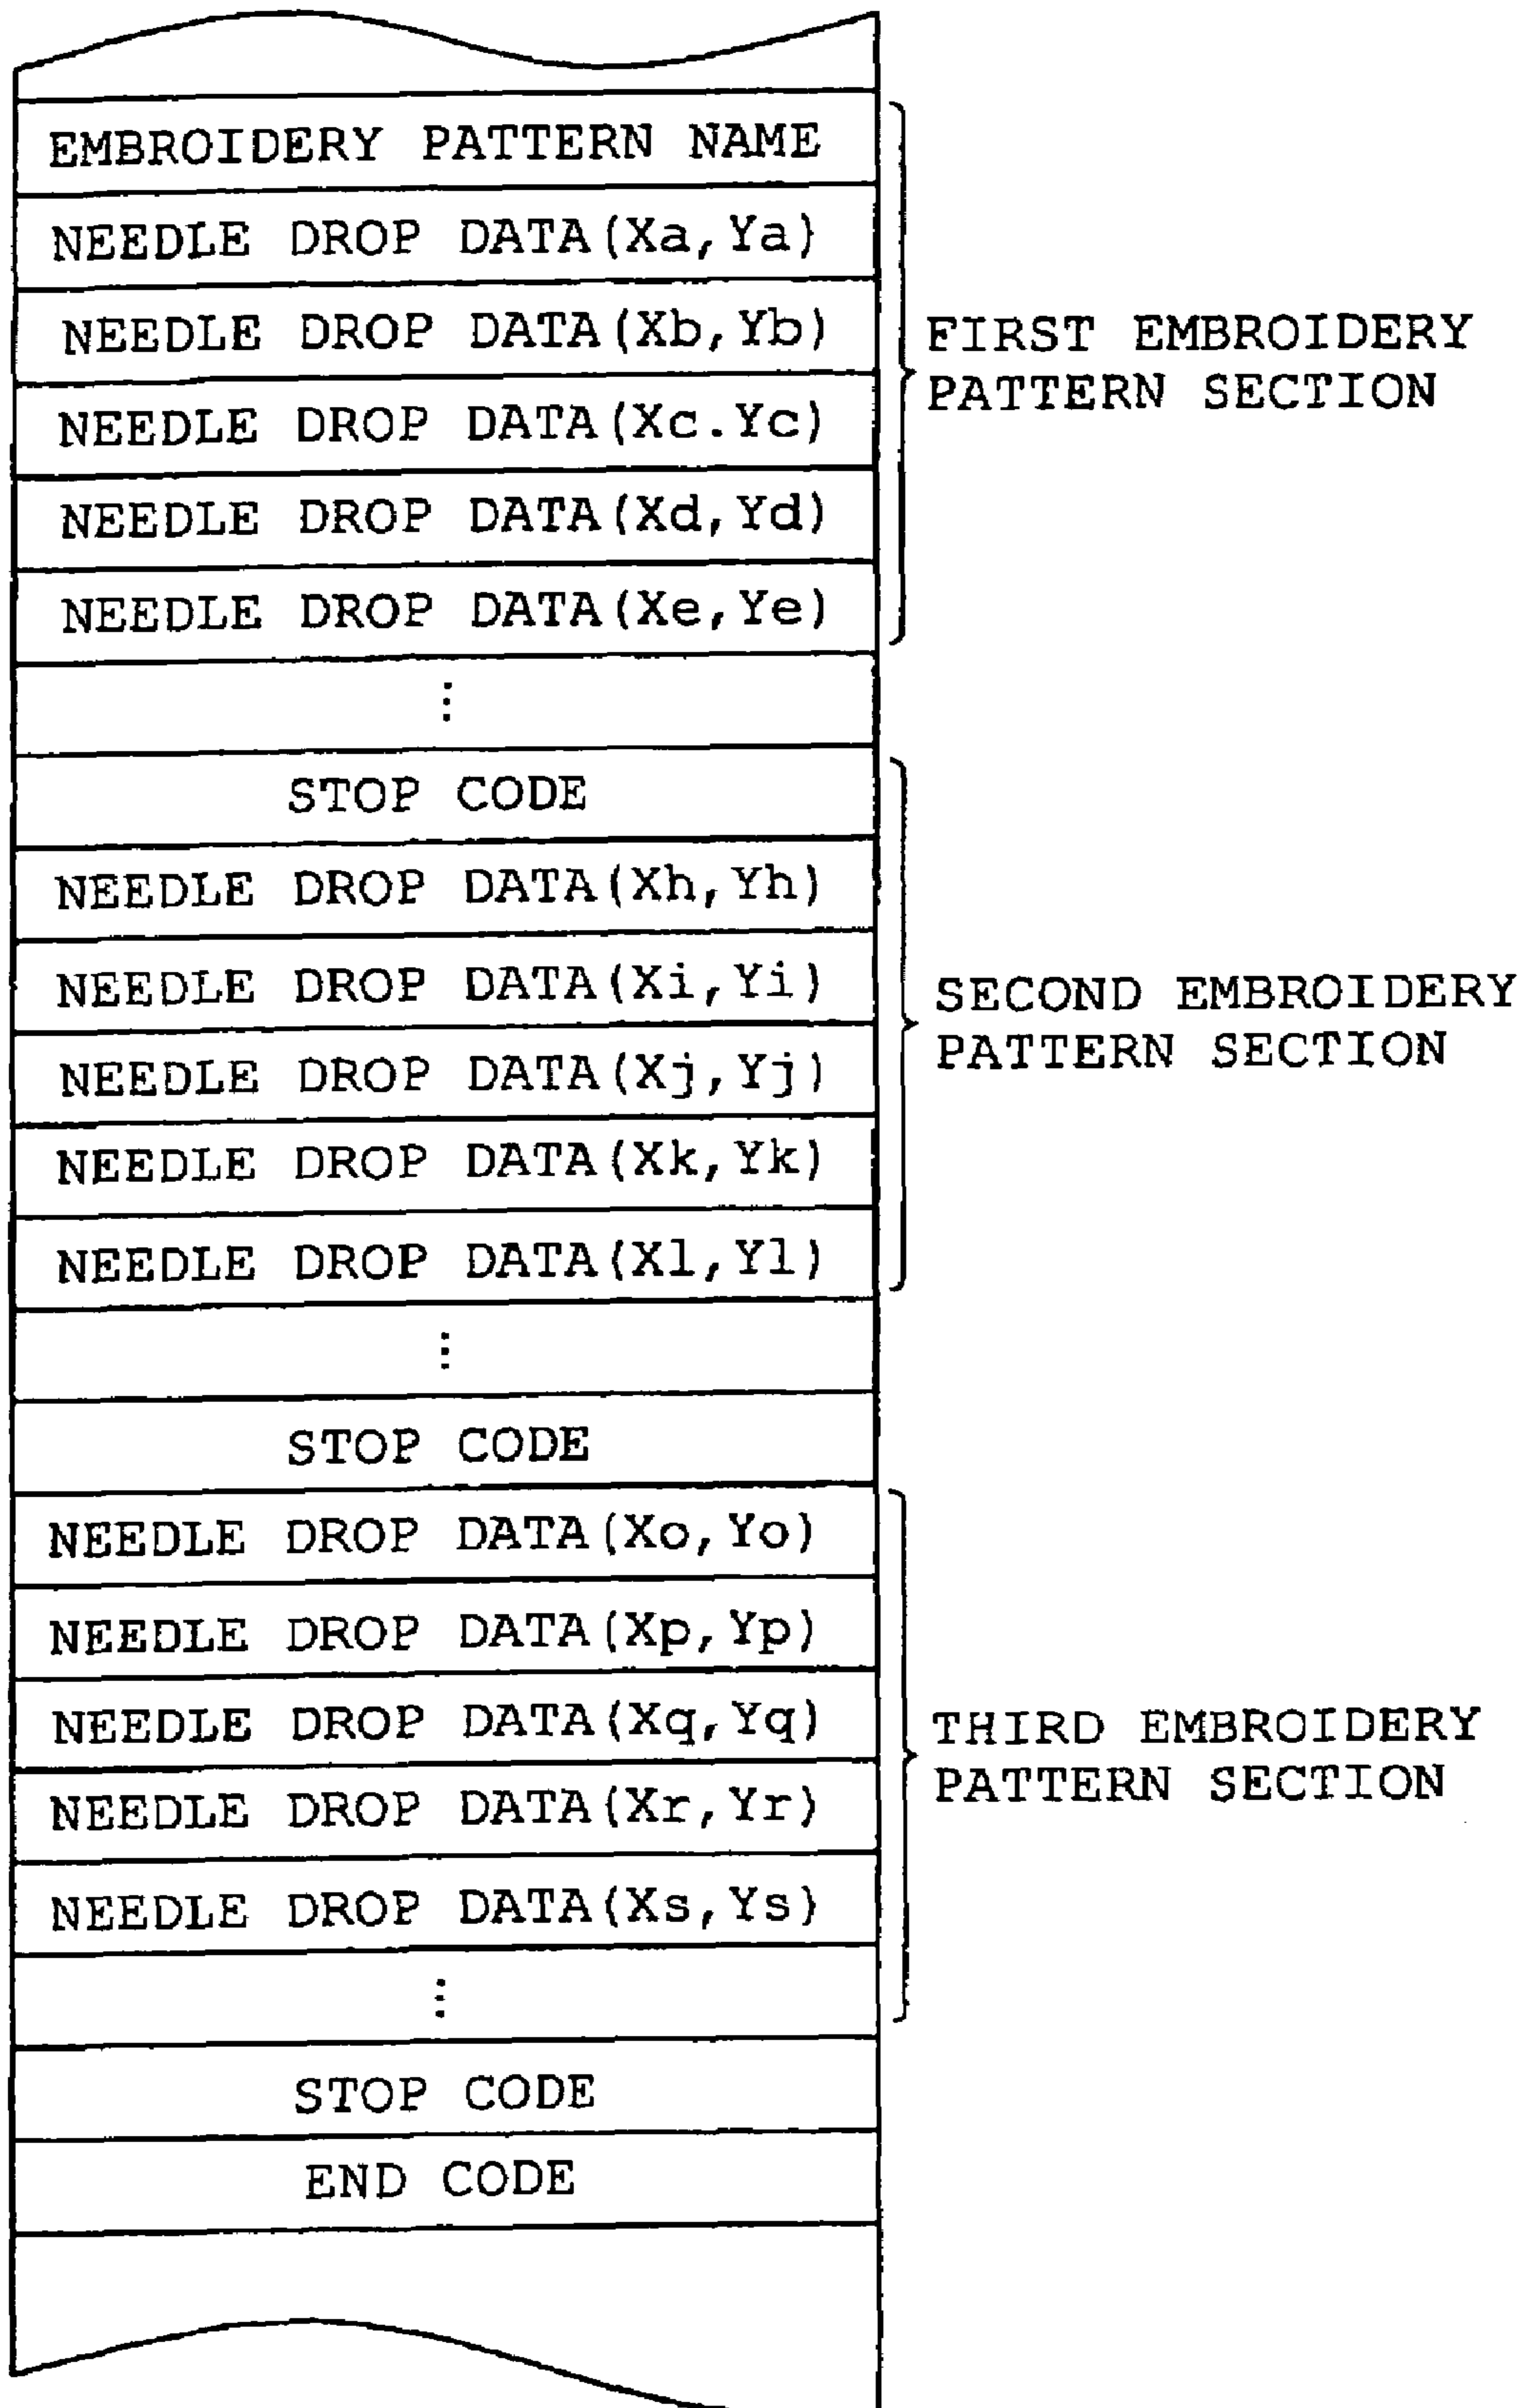 EMBROIDERY PATTERN NAME
NEEDLE DROP DATA(Xa,Ya)
NEEDLE DROP DATA(Xb,Yb)
FIRST EMBROIDERY
PATTERN SECTION
NEEDLE DROP DATA(Xc.Yc)
NEEDLE DROP DATA(Xd,Yd)
NEEDLE DROP DATA(Xe,Ye)
⋮
STOP CODE
NEEDLE DROP DATA(Xh,Yh)
NEEDLE DROP DATA(Xi,Yi)
SECOND EMBROIDERY
PATTERN SECTION
NEEDLE DROP DATA(Xj,Yj)
NEEDLE DROP DATA(Xk,Yk)
NEEDLE DROP DATA(Xl,Yl)
⋮
STOP CODE
NEEDLE DROP DATA(Xo,Yo)
NEEDLE DROP DATA(Xp,Yp)
NEEDLE DROP DATA(Xq,Yq)
THIRD EMBROIDERY
PATTERN SECTION
NEEDLE DROP DATA(Xr,Yr)
NEEDLE DROP DATA(Xs,Ys)
⋮
STOP CODE
END CODE